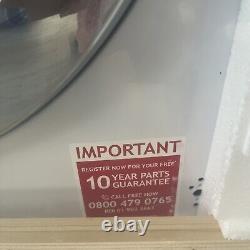 IMPORTANT
REGISTER NOW FOR YOUR FREE*
10 YEAR PARTS
GUARANTEE
CALL FREE NOW
0800 479 0765